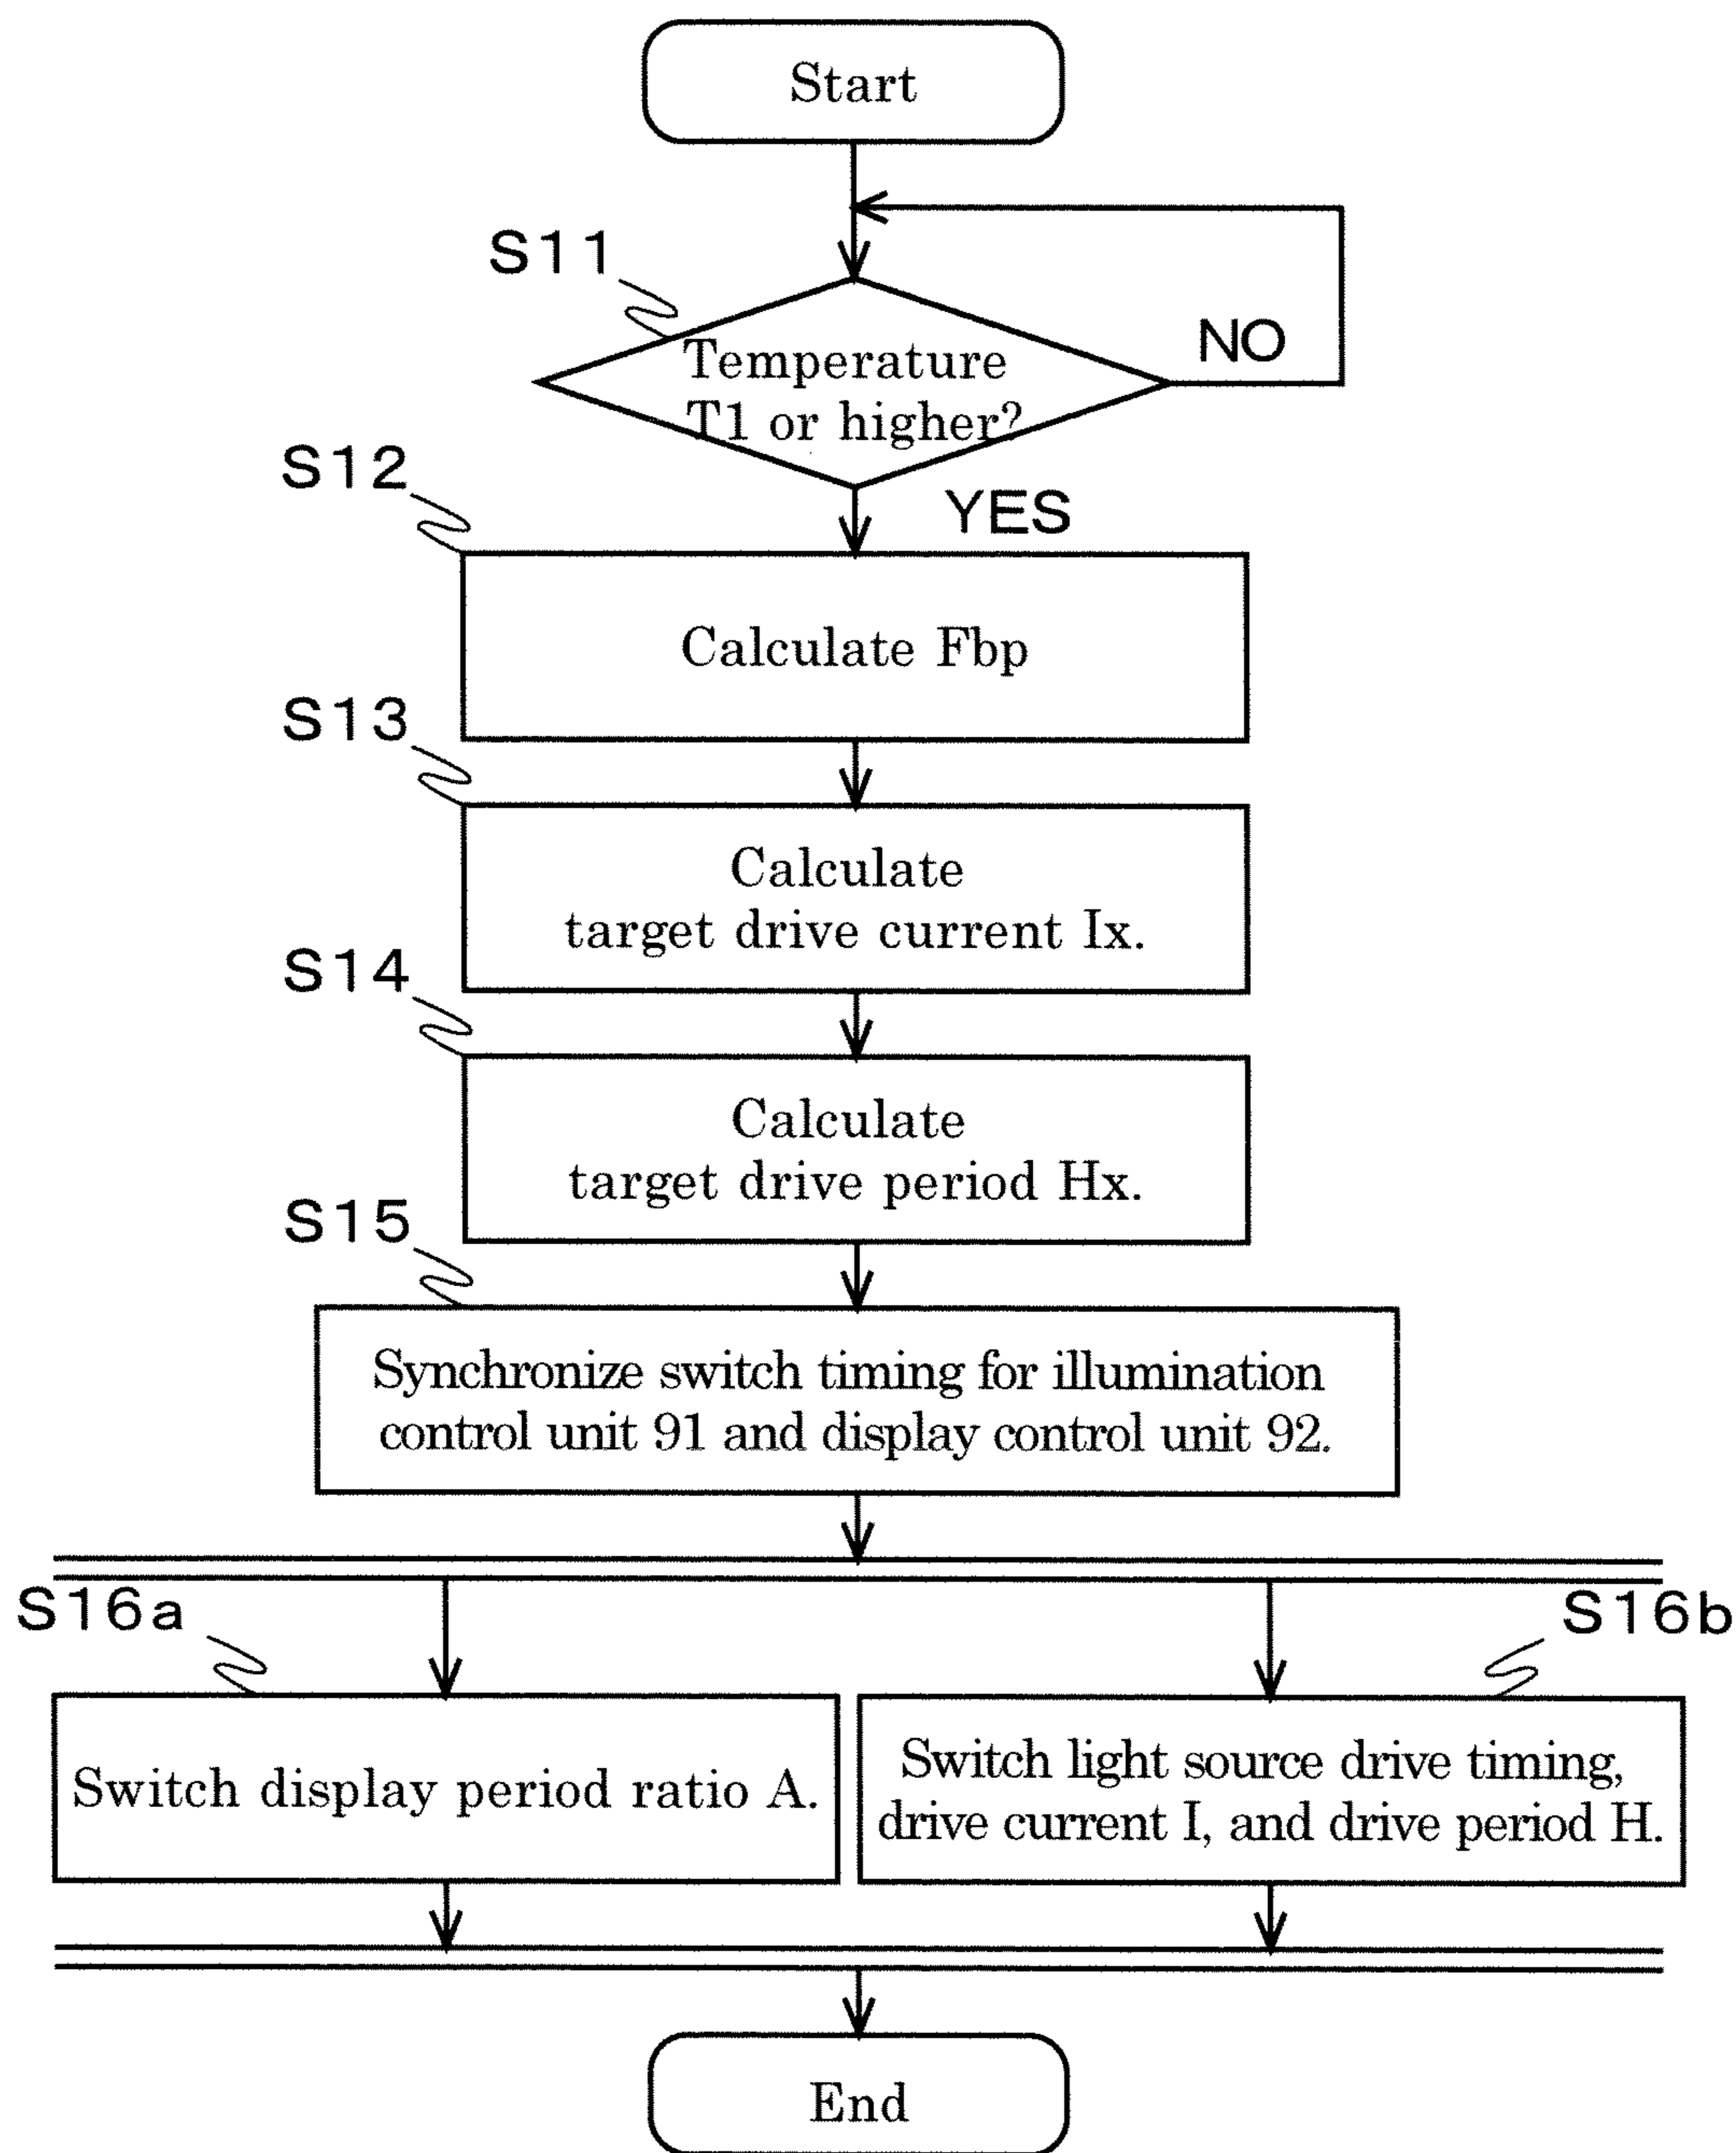 Start
S11
Temperature
T1 or higher?
NO
YES
S12
Calculate Fbp
S13
Calculate
target drive current Ix.
S14
Calculate
target drive period Hx.
S15
Synchronize switch timing for illumination
control unit 91 and display control unit 92.
S16a
S16b
Switch display period ratio A.
Switch light source drive timing,
drive current I, and drive period H.
End